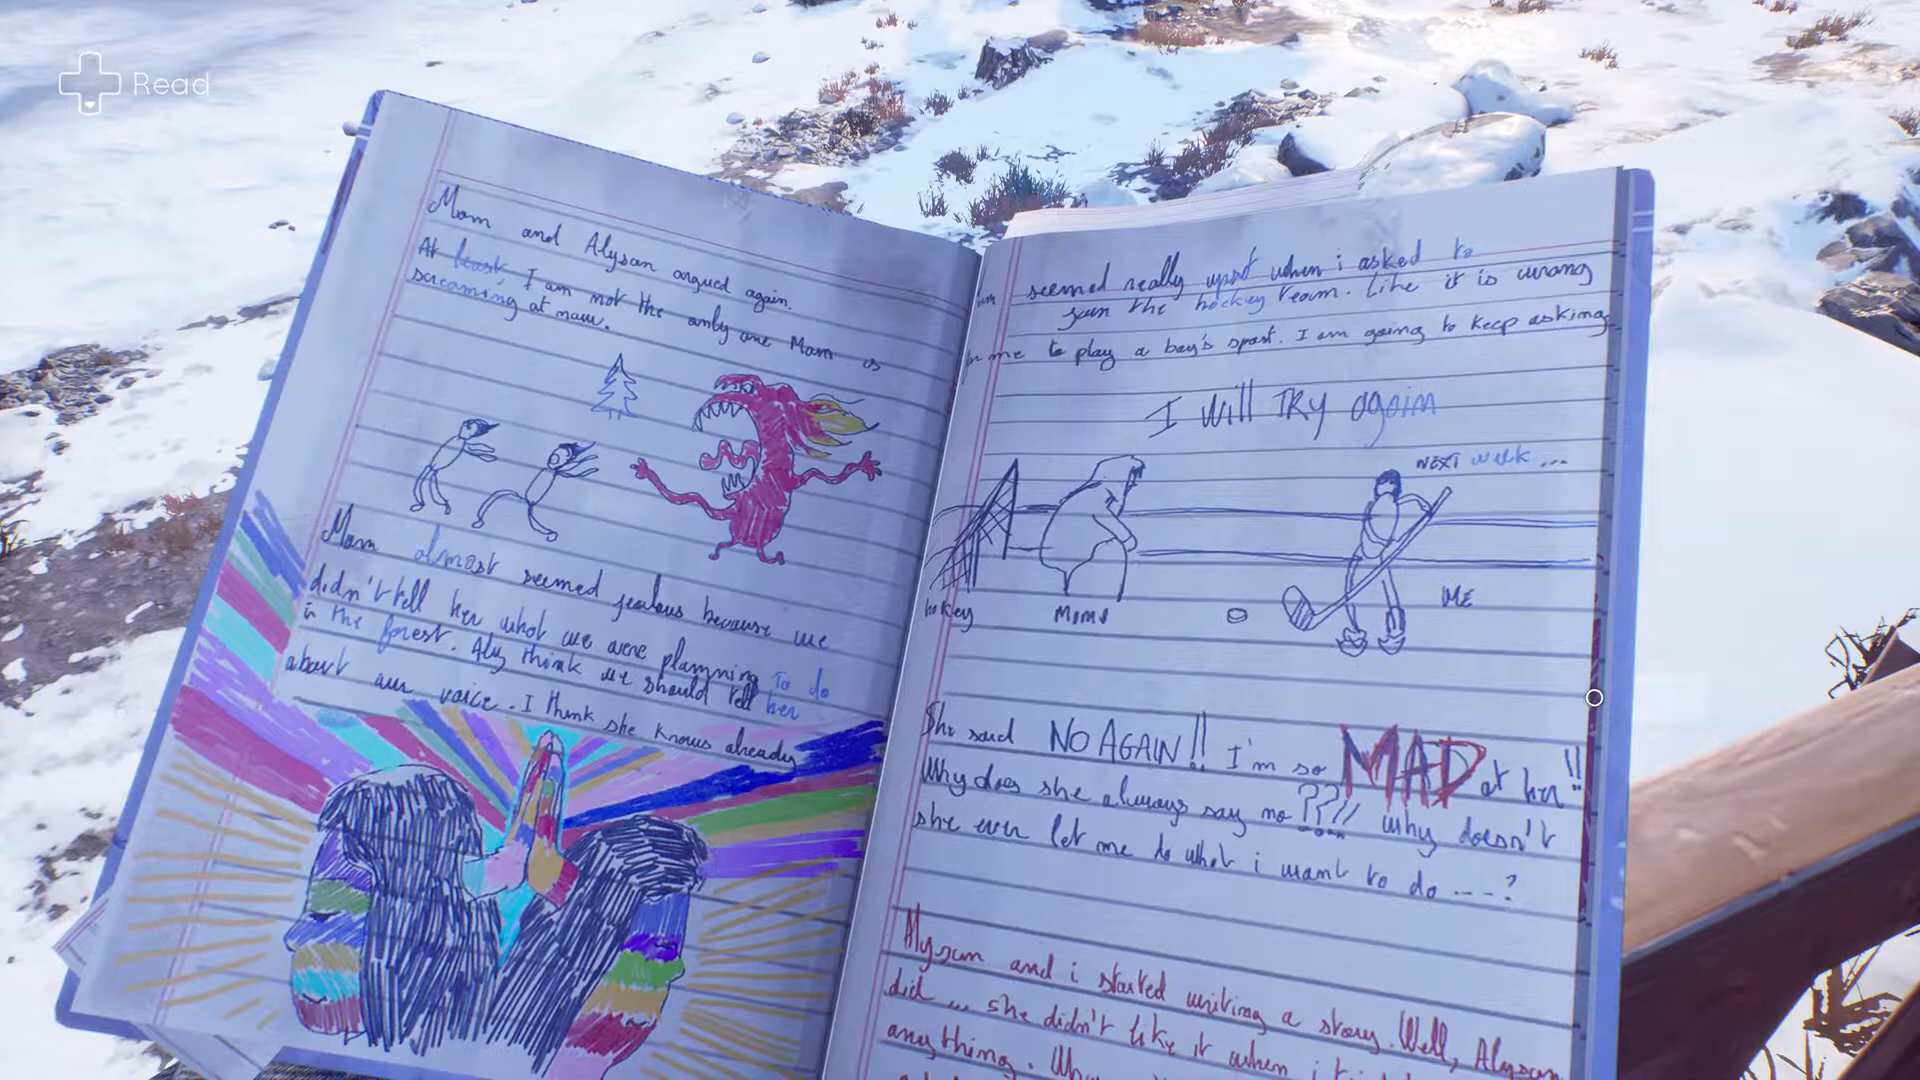 Read
Mom and Alyson argued again.
At least I am not the only one Mom is
screaming at now.
Mom almost seemed jealous because we
didn't tell her what we were planning to do
in the forest. Aly think we should tell her
about our voice. I think she knows already
seemed really upset when i asked to
join the hockey team. Like it is wrong
for me to play a boy's sport. I am going to keep asking
I will TRY again
NEXT week ...
hockey
Moms
ME
She said NO AGAIN!! I'm so MAD at her!!
Why does she always say no ???!! why doesn't
she ever let me do what i want to do ---?
Alyson and i started writing a story. Well, Alyson
did ... she didn't like it when i
anything.